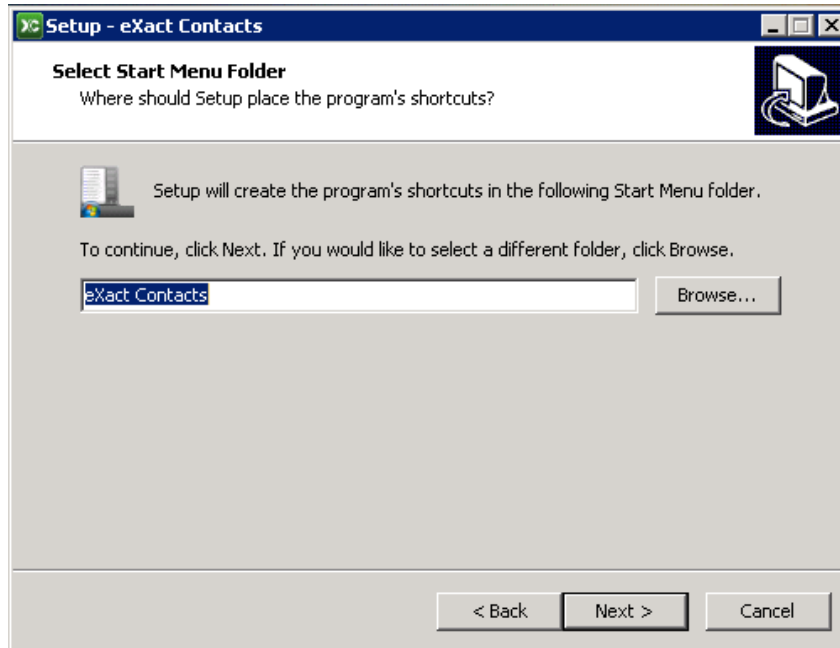 XC Setup - eXact Contacts
Select Start Menu Folder
Where should Setup place the program's shortcuts?
Setup will create the program's shortcuts in the following Start Menu folder.
To continue, click Next. If you would like to select a different folder, click Browse.
eXact Contacts
Browse...
< Back
Next >
Cancel